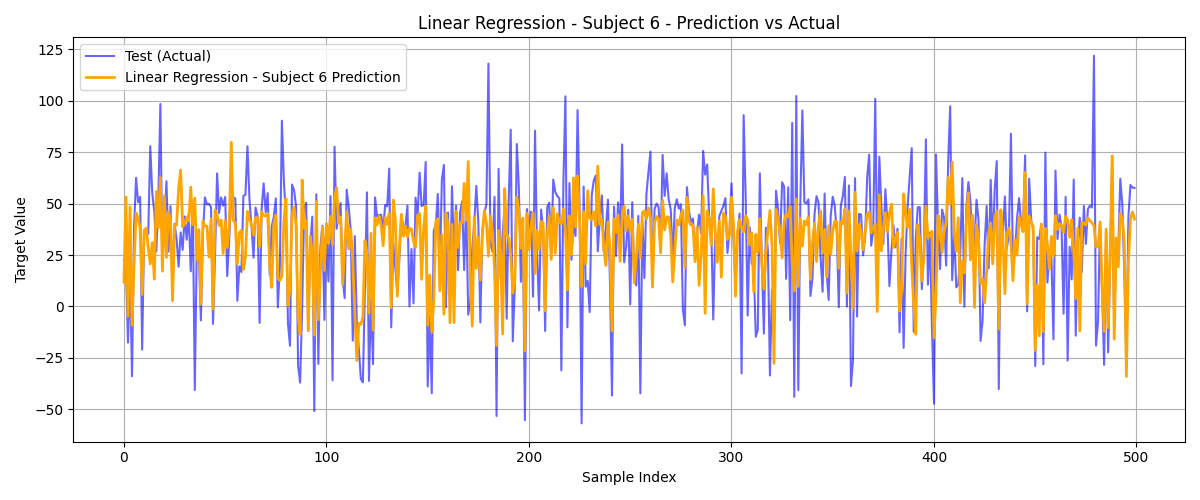 Linear Regression - Subject 6 - Prediction vs Actual
Test (Actual)
Linear Regression - Subject 6 Prediction
Target Value
125
100
75
50
25
0
−25
−50
0
100
200
300
400
500
Sample Index